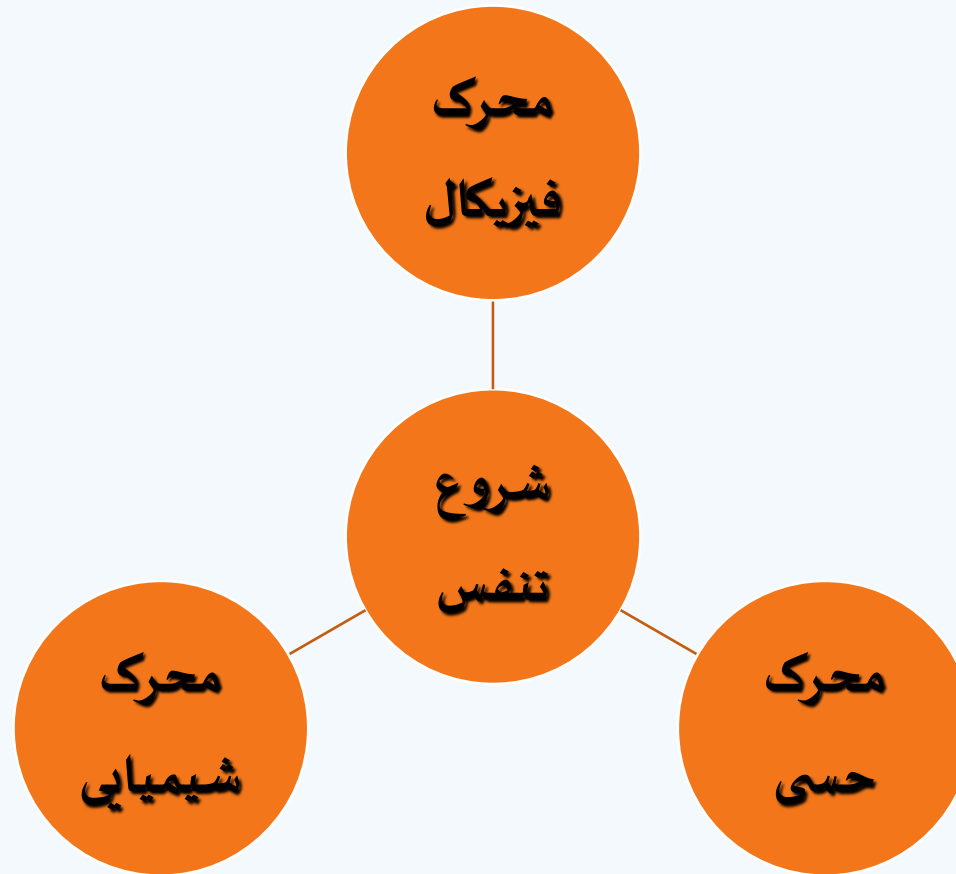 محرک
فیزیکال
شروع
تنفس
محرک
حسی
محرک
شیمیایی